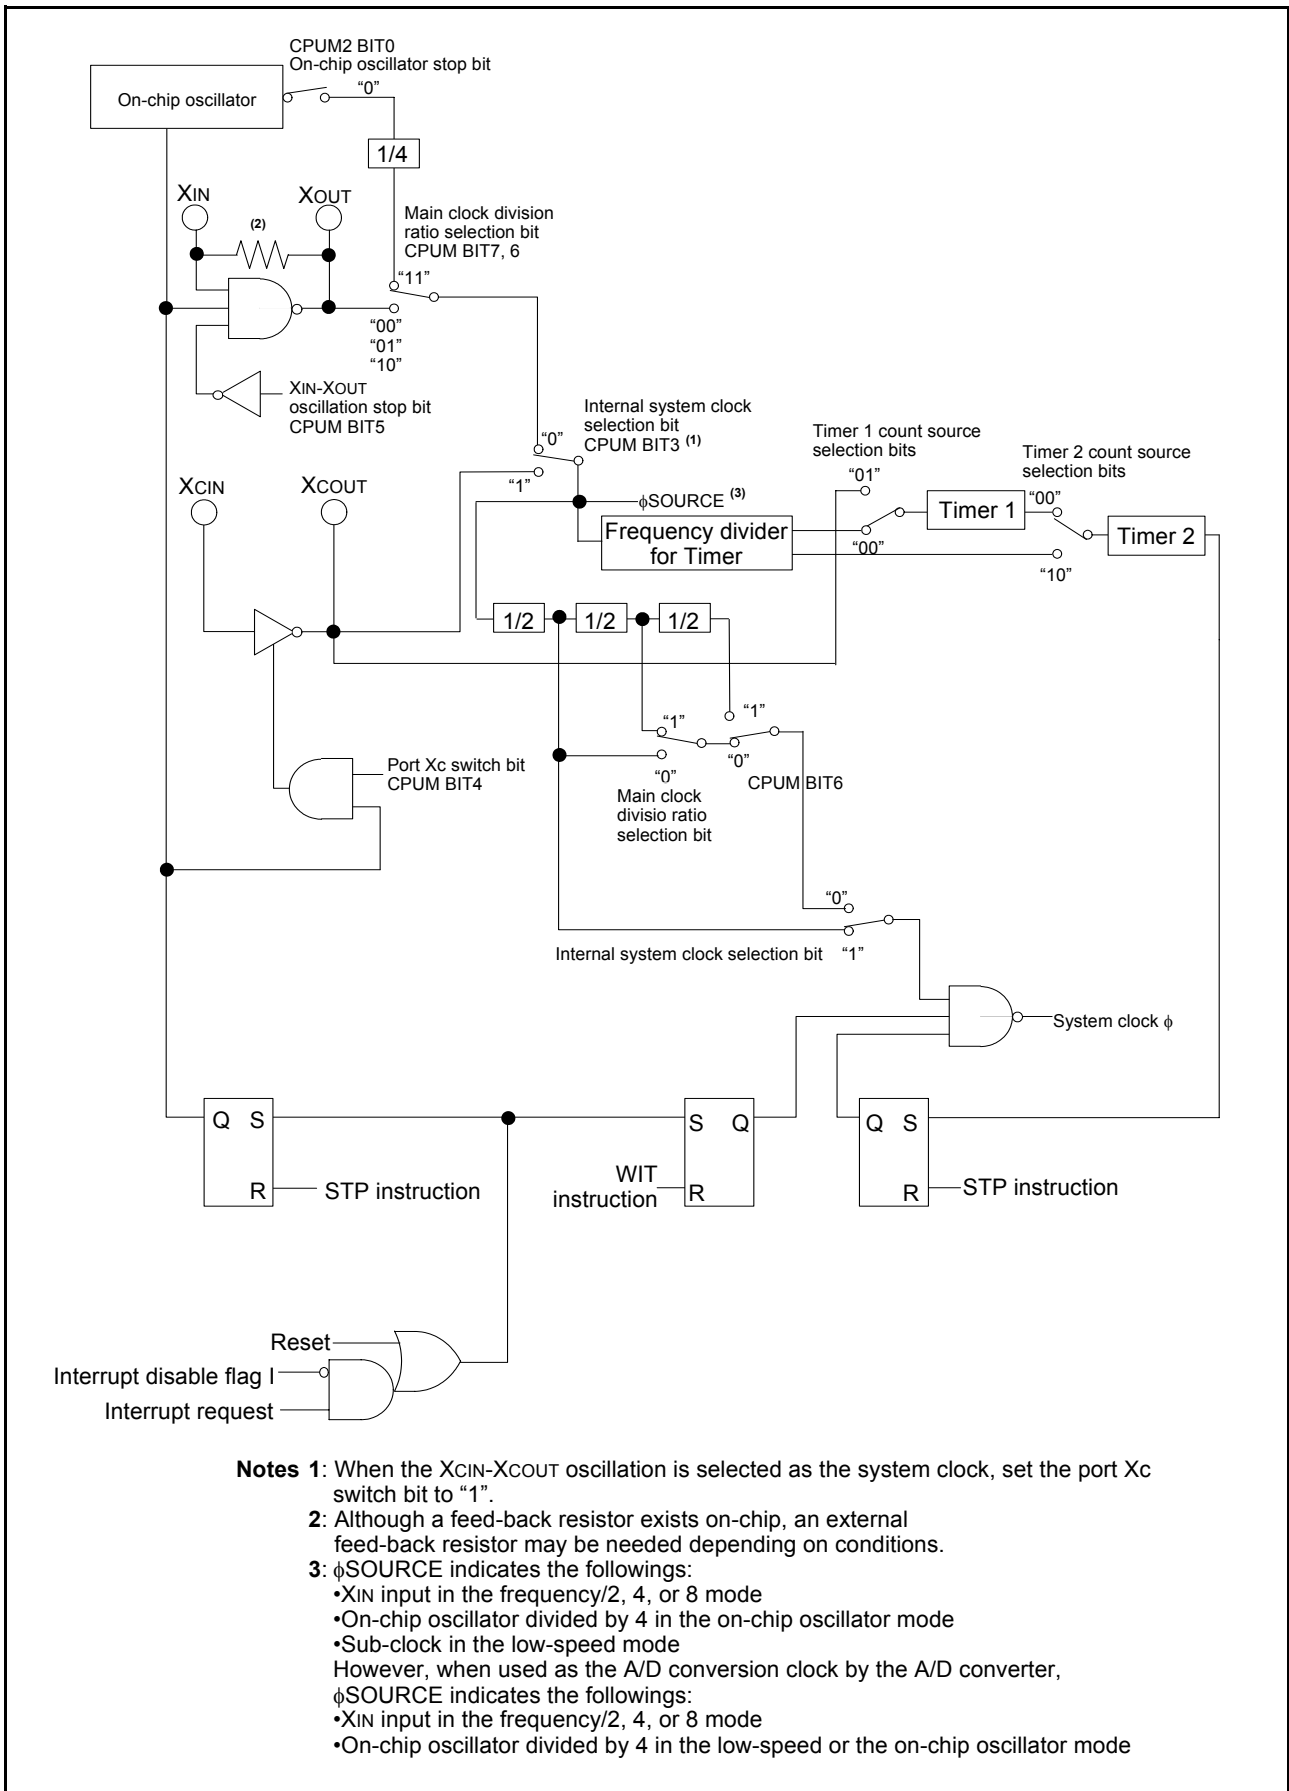 CPUM2 BIT0
On-chip oscillator stop bit
“0”
On-chip oscillator
1/4
XIN
XOUT
(2)
Main clock division
ratio selection bit
CPUM BIT7, 6
“11”
“00”
“01”
“10”
XIN-XOUT
oscillation stop bit
CPUM BIT5
Internal system clock
selection bit
CPUM BIT3 (1)
“0”
“1”
Timer 1 count source
selection bits
“01”
“00”
Timer 2 count source
selection bits
“00”
“10”
XCIN
XCOUT
ϕSOURCE (3)
Frequency divider
for Timer
Timer 1
Timer 2
1/2
1/2
1/2
“1”
“1”
“0”
“0”
CPUM BIT6
Main clock
divisio ratio
selection bit
Port Xc switch bit
CPUM BIT4
“0”
Internal system clock selection bit
“1”
System clock ϕ
Q S
R
STP instruction
S Q
R
WIT
instruction
Q S
R
STP instruction
Reset
Interrupt disable flag I
Interrupt request
Notes 1: When the XCIN-XCOUT oscillation is selected as the system clock, set the port Xc
switch bit to “1”.
2: Although a feed-back resistor exists on-chip, an external
feed-back resistor may be needed depending on conditions.
3: ϕSOURCE indicates the followings:
•XIN input in the frequency/2, 4, or 8 mode
•On-chip oscillator divided by 4 in the on-chip oscillator mode
•Sub-clock in the low-speed mode
However, when used as the A/D conversion clock by the A/D converter,
ϕSOURCE indicates the followings:
•XIN input in the frequency/2, 4, or 8 mode
•On-chip oscillator divided by 4 in the low-speed or the on-chip oscillator mode